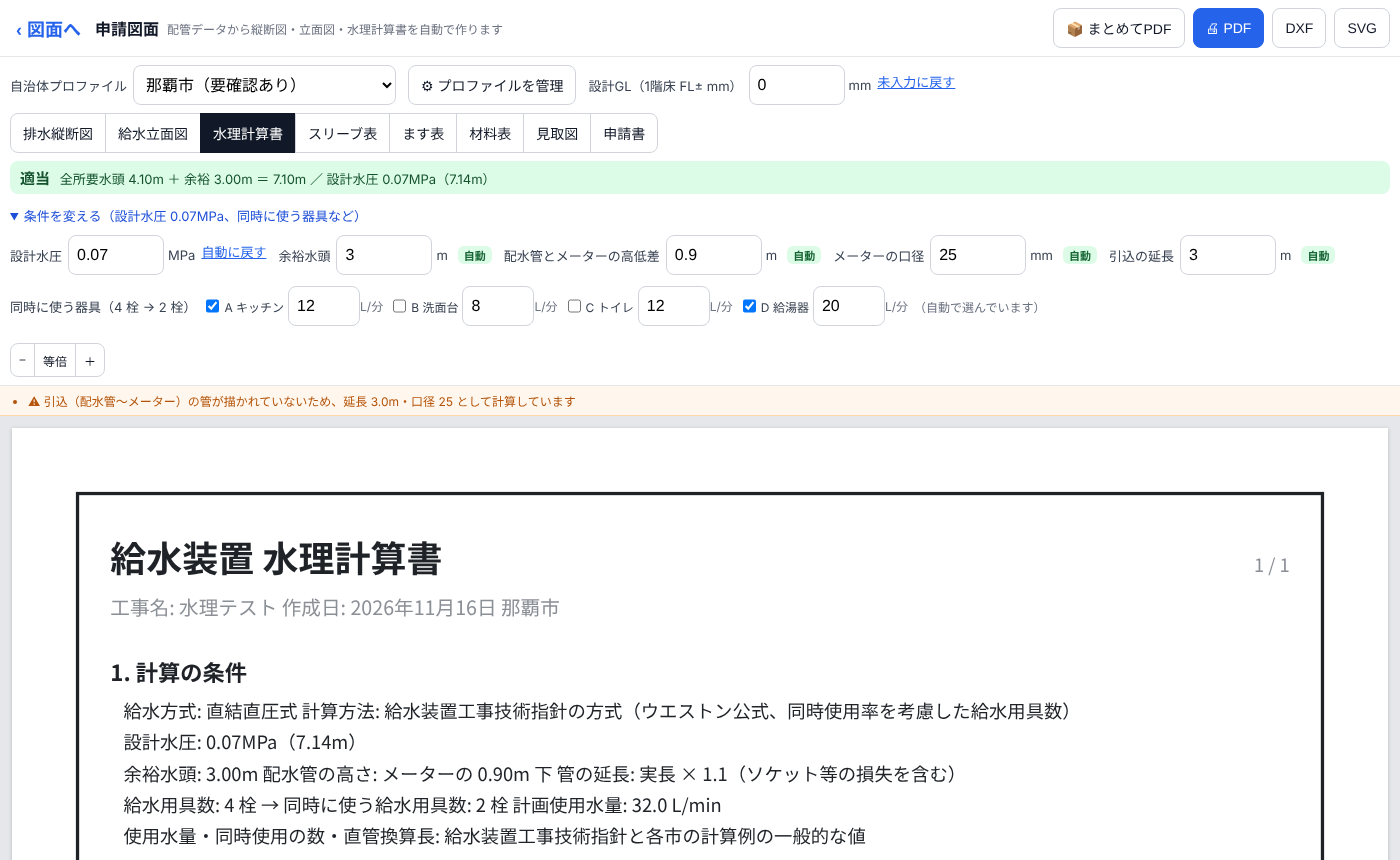 ‹ 図面へ 申請図面 配管データから縦断図・立面図・水理計算書を自動で作ります 📦 まとめてPDF 🖨 PDF DXF SVG
自治体プロファイル 那覇市（要確認あり） ⚙ プロファイルを管理 設計GL（1階床 FL± mm） 0 mm 未入力に戻す
排水縦断図 給水立面図 水理計算書 スリーブ表 ます表 材料表 見取図 申請書
適当 全所要水頭 4.10m ＋ 余裕 3.00m ＝ 7.10m ／ 設計水圧 0.07MPa（7.14m）
▼ 条件を変える（設計水圧 0.07MPa、同時に使う器具など）
設計水圧 0.07 MPa 自動に戻す 余裕水頭 3 m 自動 配水管とメーターの高低差 0.9 m 自動 メーターの口径 25 mm 自動 引込の延長 3 m 自動
同時に使う器具（4 栓 → 2 栓） A キッチン 12 L/分 B 洗面台 8 L/分 C トイレ 12 L/分 D 給湯器 20 L/分 （自動で選んでいます）
− 等倍 ＋
• ⚠ 引込（配水管〜メーター）の管が描かれていないため、延長 3.0m・口径 25 として計算しています
給水装置 水理計算書
1 / 1
工事名: 水理テスト 作成日: 2026年11月16日 那覇市
1. 計算の条件
給水方式: 直結直圧式 計算方法: 給水装置工事技術指針の方式（ウエストン公式、同時使用率を考慮した給水用具数）
設計水圧: 0.07MPa（7.14m）
余裕水頭: 3.00m 配水管の高さ: メーターの 0.90m 下 管の延長: 実長 × 1.1（ソケット等の損失を含む）
給水用具数: 4 栓 → 同時に使う給水用具数: 2 栓 計画使用水量: 32.0 L/min
使用水量・同時使用の数・直管換算長: 給水装置工事技術指針と各市の計算例の一般的な値